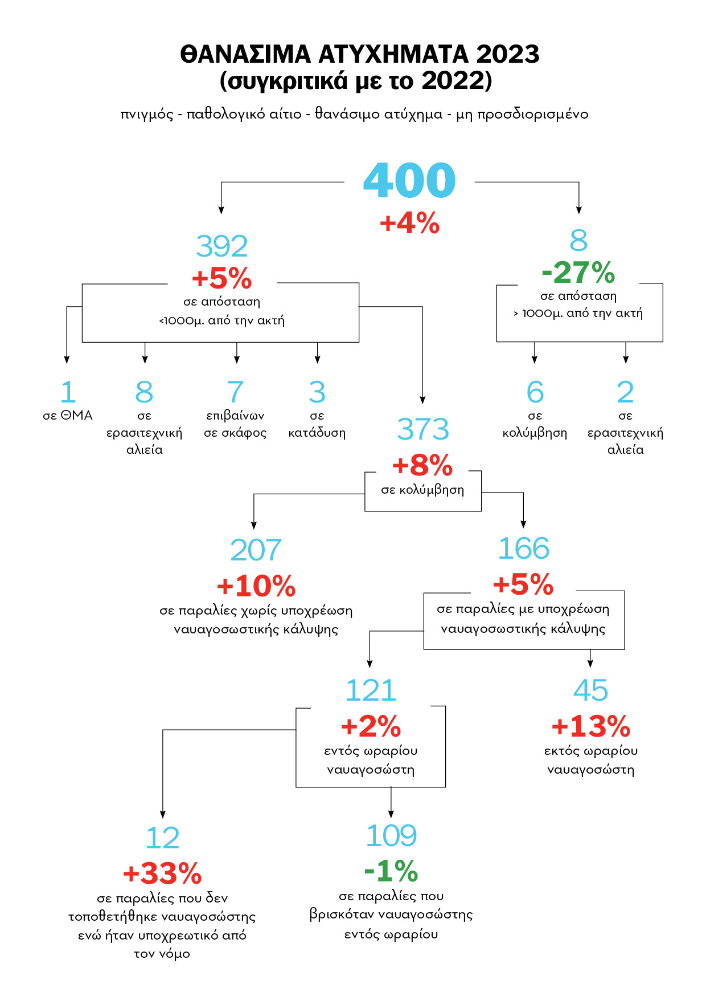 ΘΑΝΑΣΙΜΑ ΑΤΥΧΗΜΑΤΑ 2023
(συγκριτικά με το 2022)
πνιγμός - παθολογικό αίτιο - θανάσιμο ατύχημα - μη προσδιορισμένο
400
+4%
392
+5%
σε απόσταση
<1000μ. από την ακτή
8
-27%
σε απόσταση
> 1000μ. από την ακτή
1
σε ΘΜΑ
8
σε
ερασιτεχνική
αλιεία
7
επιβαίνων
σε σκάφος
3
σε
κατάδυση
373
+8%
σε κολύμβηση
6
σε
κολύμβηση
2
σε
ερασιτεχνική
αλιεία
207
+10%
σε παραλίες χωρίς υποχρέωση
ναυαγοσωστικής κάλυψης
166
+5%
σε παραλίες με υποχρέωση
ναυαγοσωστικής κάλυψης
121
+2%
εντός ωραρίου
ναυαγοσώστη
45
+13%
εκτός ωραρίου
ναυαγοσώστη
12
+33%
σε παραλίες που δεν
τοποθετήθηκε ναυαγοσώστης
ενώ ήταν υποχρεωτικό από
τον νόμο
109
-1%
σε παραλίες που
βρισκόταν ναυαγοσώστης
εντός ωραρίου